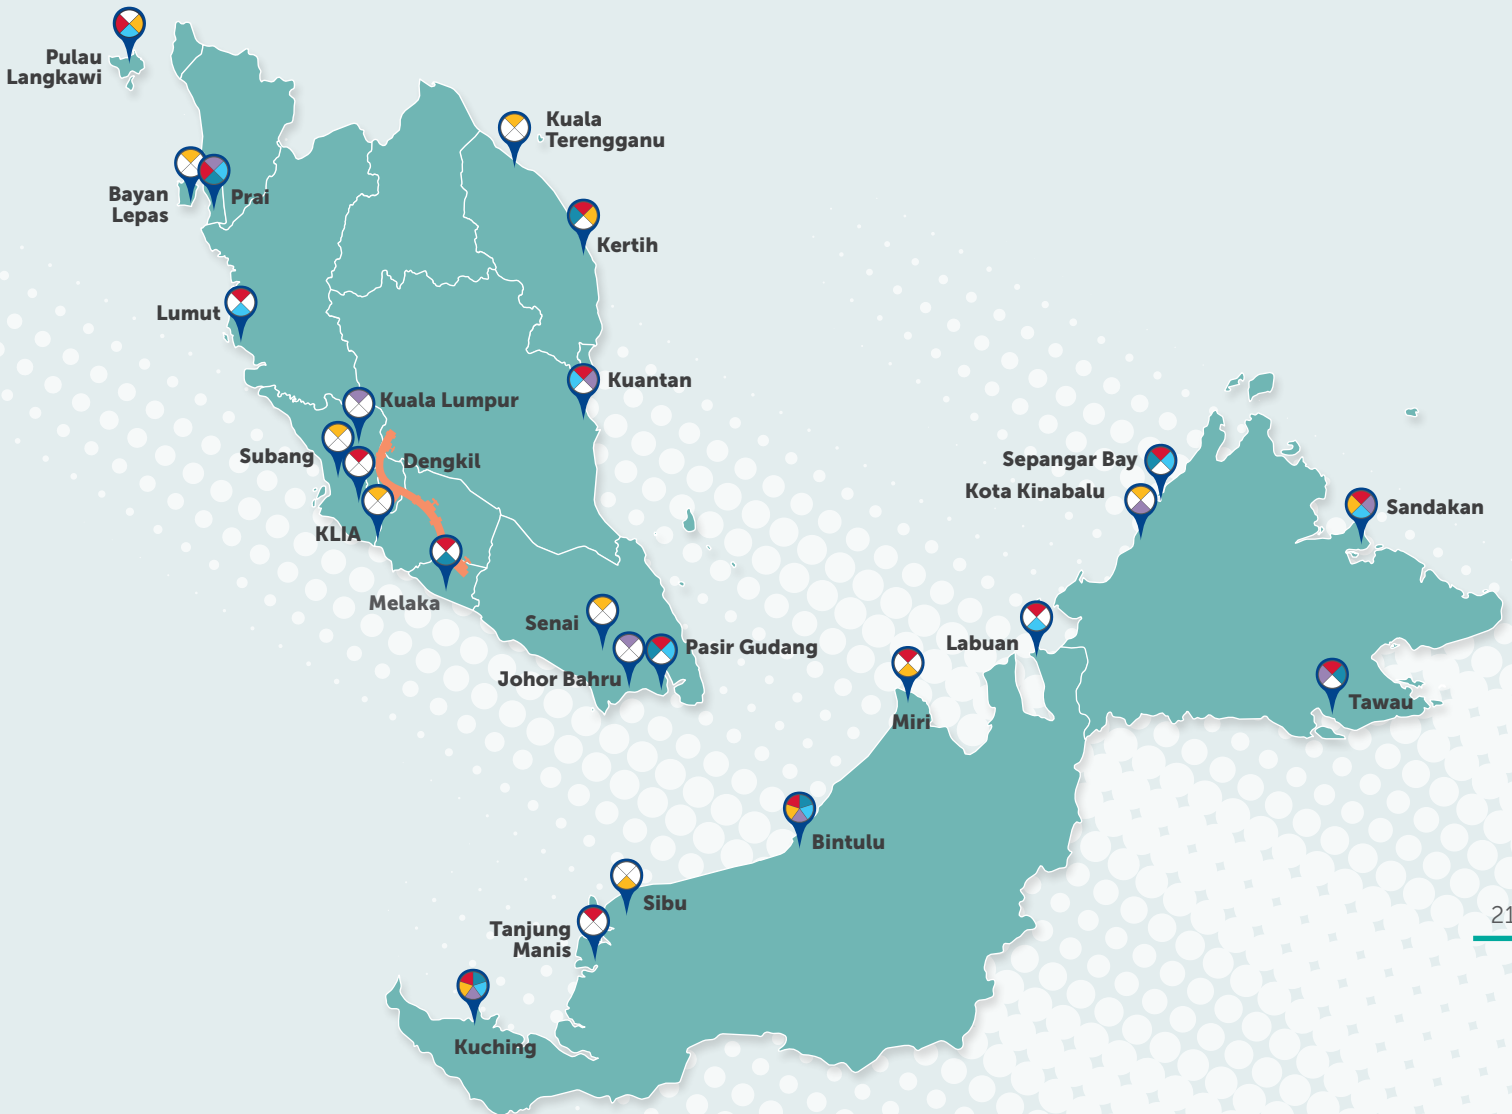 Pulau
Langkawi
Kuala
Terengganu
Bayan
Lepas
Prai
Kertih
Lumut
Kuantan
Kuala Lumpur
Subang
Dengkil
Sepangar Bay
Kota Kinabalu
Sandakan
KLIA
Melaka
Senai
Pasir Gudang
Labuan
Johor Bahru
Miri
Tawau
Bintulu
Sibu
Tanjung
Manis
21
Kuching